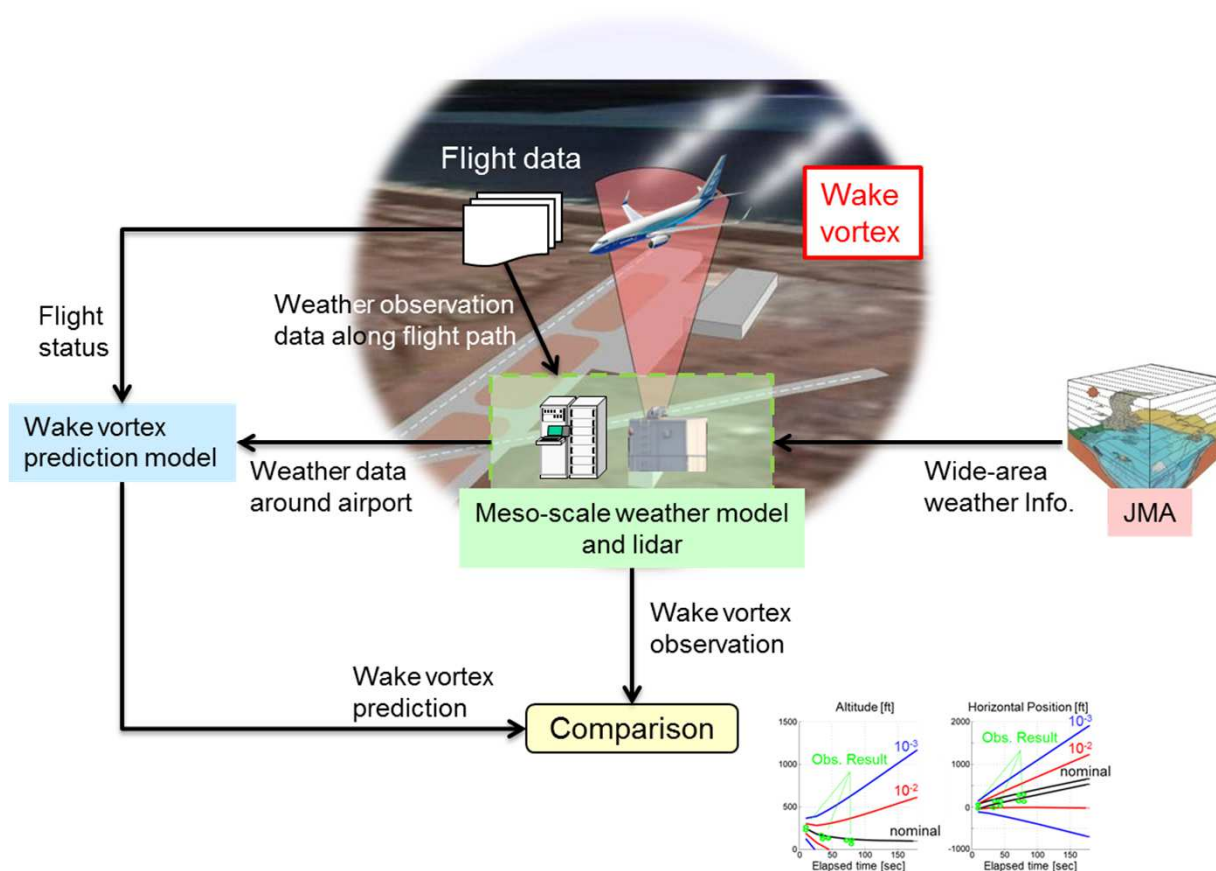 Flight data
Wake
vortex
Weather observation
data along flight path
Flight
status
Wake vortex
prediction model
Weather data
around airport
Meso-scale weather model
and lidar
Wide-area
weather Info.
JMA
Wake vortex
observation
Wake vortex
prediction
Comparison
Altitude [ft]
1500
1000
500
0
10-3
Obs. Result
10-2
nominal
0 50 100 150
Elapsed time [sec]
Horizontal Position [ft]
2000
1000
0
-1000
10-3
Obs. Result
10-2
nominal
0 50 100 150
Elapsed time [sec]